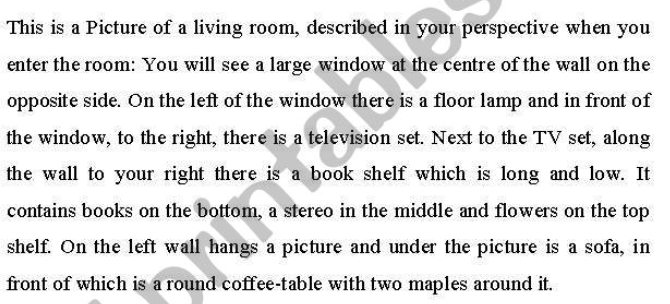 This is a Picture of a living room, described in your perspective when you
enter the room: You will see a large window at the centre of the wall on the
opposite side. On the left of the window there is a floor lamp and in front of
the window, to the right, there is a television set. Next to the TV set, along
the wall to your right there is a book shelf which is long and low. It
contains books on the bottom, a stereo in the middle and flowers on the top
shelf. On the left wall hangs a picture and under the picture is a sofa, in
front of which is a round coffee-table with two maples around it.
printables